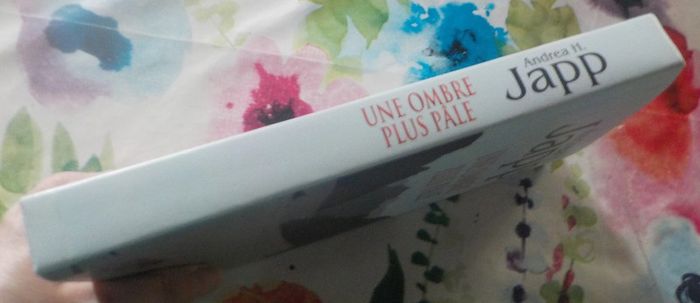 UNE OMBRE
PLUS PÂLE
Andrea H.
Japp